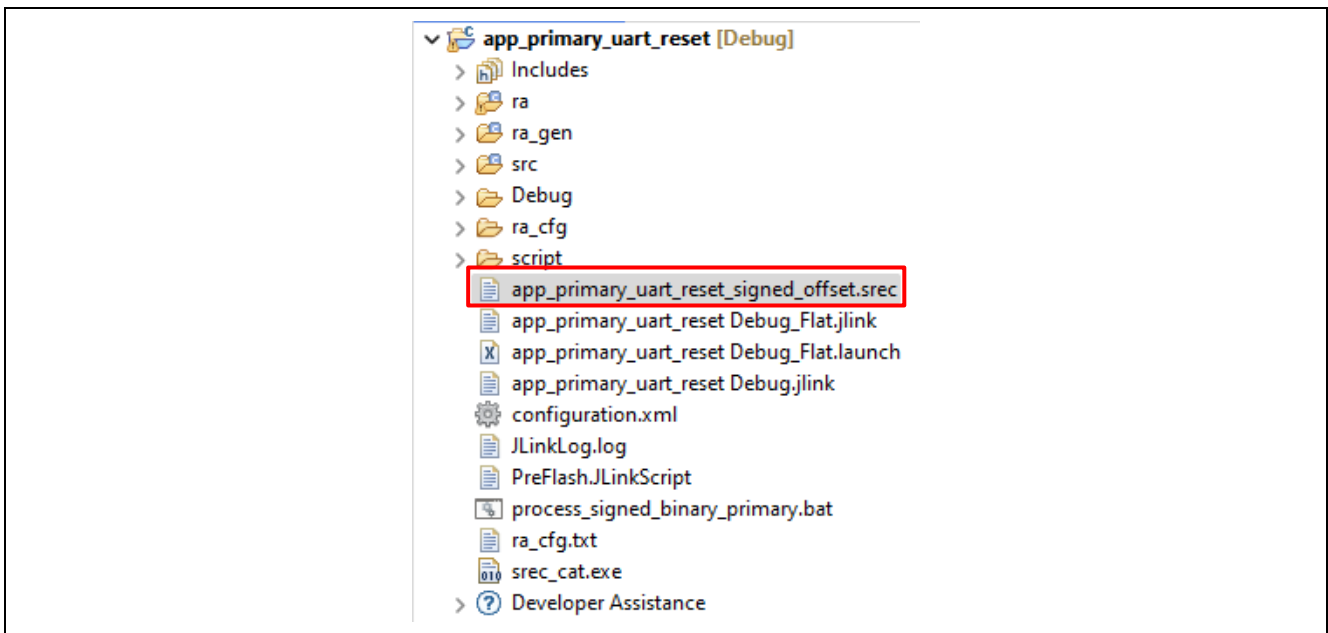 app_primary_uart_reset [Debug]
Includes
ra
ra_gen
src
Debug
ra_cfg
script
app_primary_uart_reset_signed_offset.srec
app_primary_uart_reset Debug_Flat.jlink
app_primary_uart_reset Debug_Flat.launch
app_primary_uart_reset Debug.jlink
configuration.xml
JLinkLog.log
PreFlash.JLinkScript
process_signed_binary_primary.bat
ra_cfg.txt
srec_cat.exe
Developer Assistance